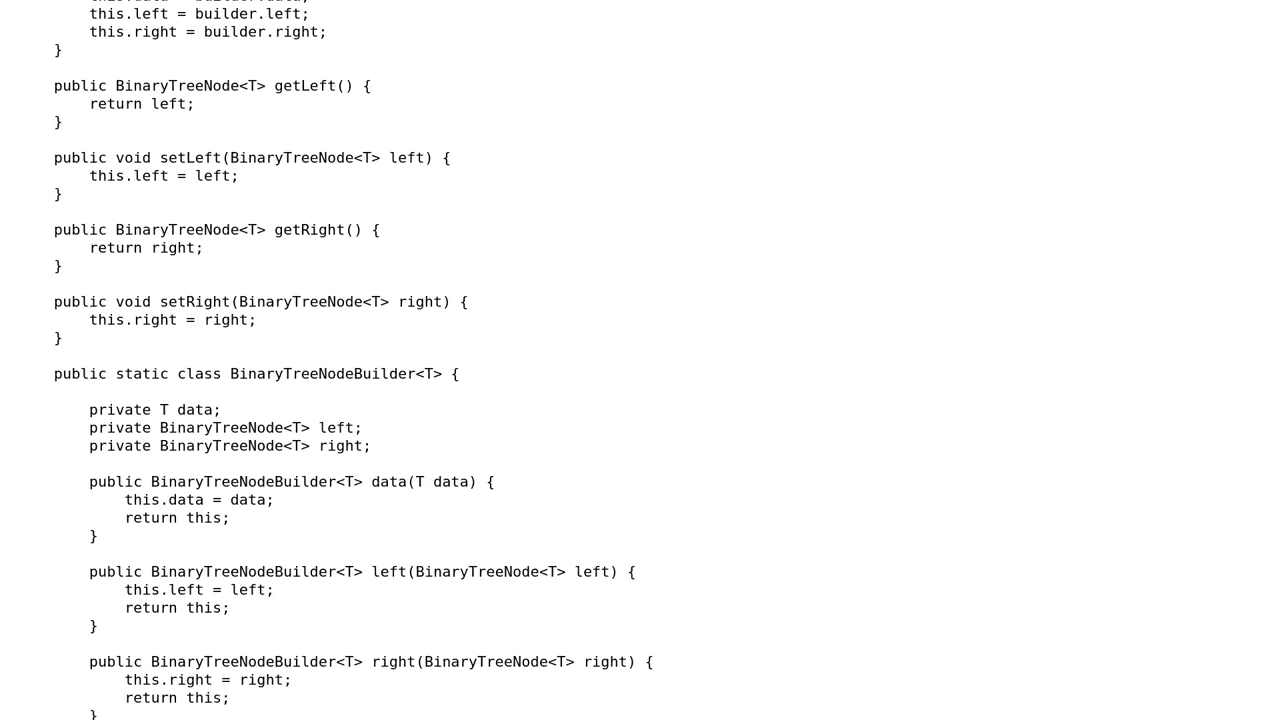 this.left = builder.left;
        this.right = builder.right;
    }

    public BinaryTreeNode<T> getLeft() {
        return left;
    }

    public void setLeft(BinaryTreeNode<T> left) {
        this.left = left;
    }

    public BinaryTreeNode<T> getRight() {
        return right;
    }

    public void setRight(BinaryTreeNode<T> right) {
        this.right = right;
    }

    public static class BinaryTreeNodeBuilder<T> {

        private T data;
        private BinaryTreeNode<T> left;
        private BinaryTreeNode<T> right;

        public BinaryTreeNodeBuilder<T> data(T data) {
            this.data = data;
            return this;
        }

        public BinaryTreeNodeBuilder<T> left(BinaryTreeNode<T> left) {
            this.left = left;
            return this;
        }

        public BinaryTreeNodeBuilder<T> right(BinaryTreeNode<T> right) {
            this.right = right;
            return this;
        }